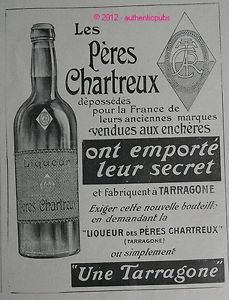 © 2012 - authenticpubs
Les
Pères
Chartreux
dépossédés
pour la France de
leurs anciennes marques
vendues aux enchères
ont emporté
leur secret
et fabriquent à TARRAGONE
Exiger cette nouvelle bouteille
en demandant la
"LIQUEUR DES PÈRES CHARTREUX"
(TARRAGONE)
ou simplement
"Une Tarragone"
Liqueur
Pères Chartreux